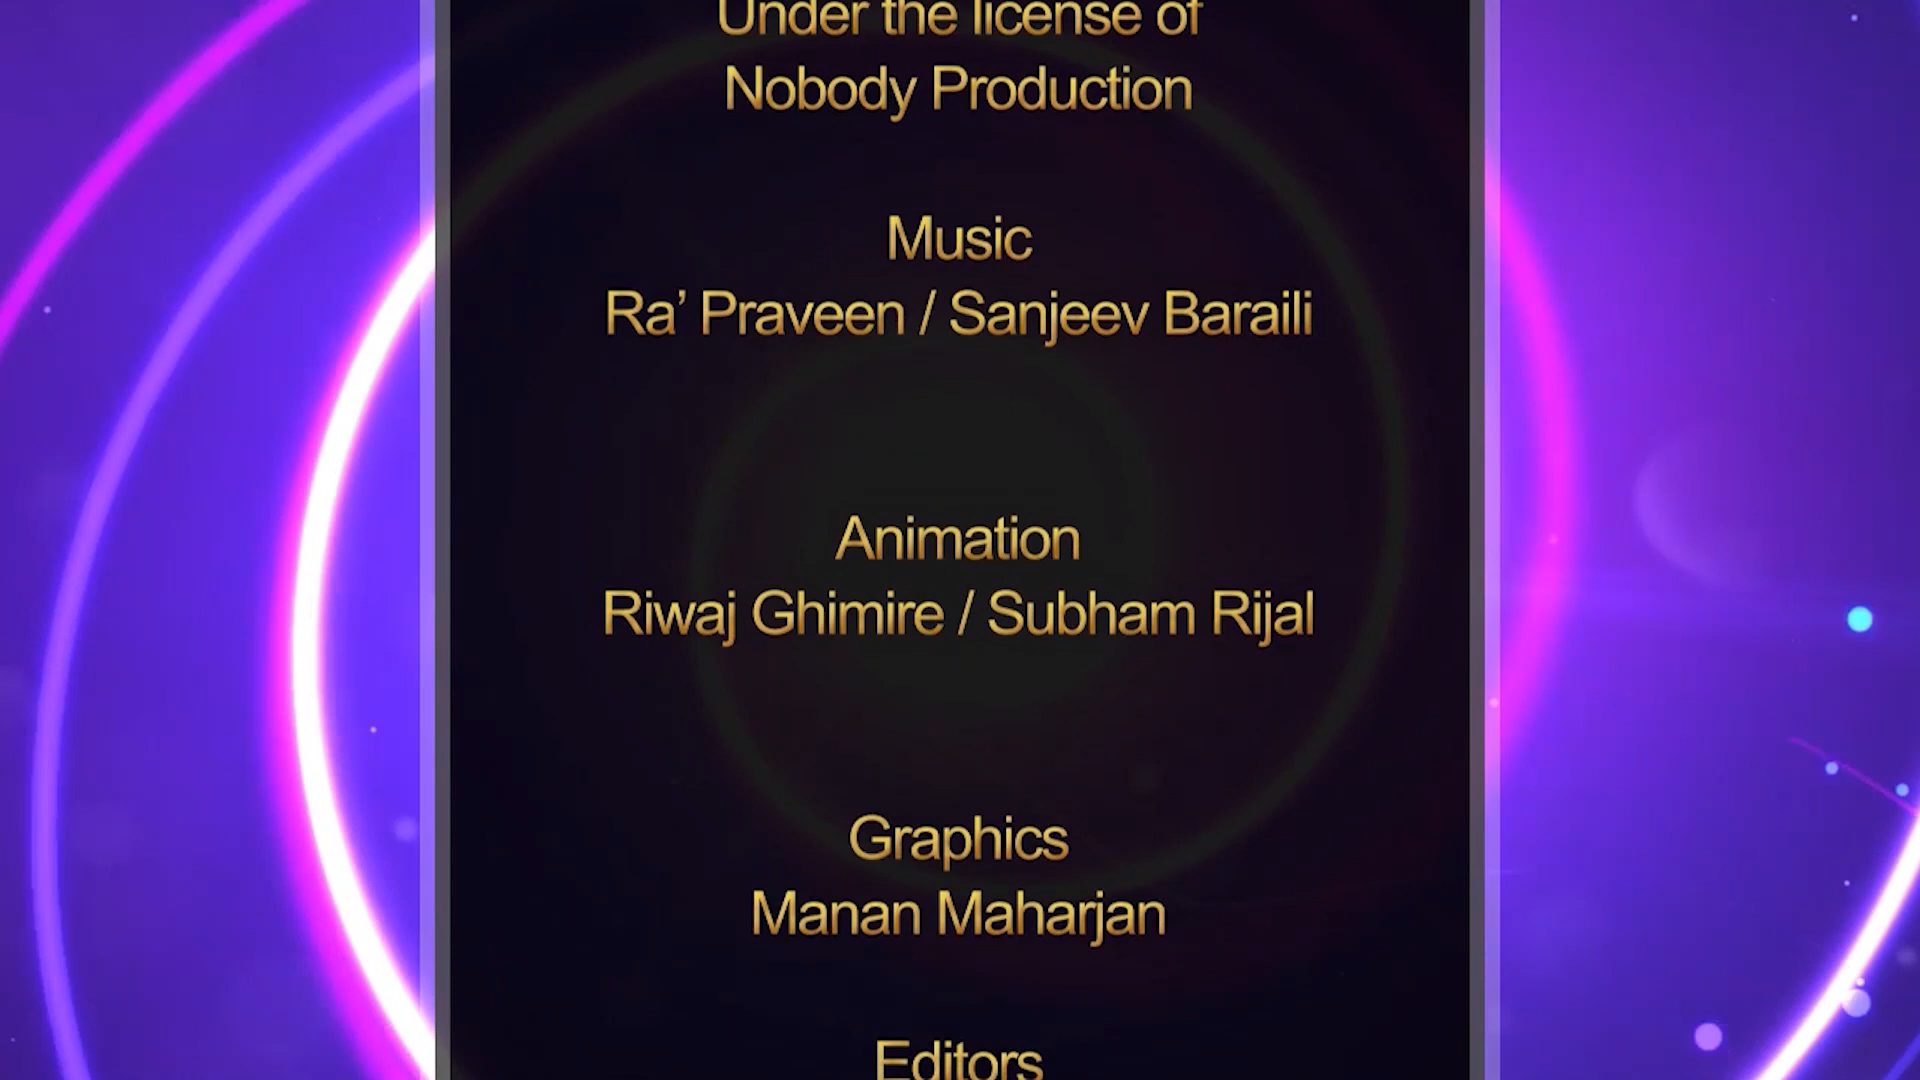 Under the license of
Nobody Production
Music
Ra’ Praveen / Sanjeev Baraili
Animation
Riwaj Ghimire / Subham Rijal
Graphics
Manan Maharjan
Editors